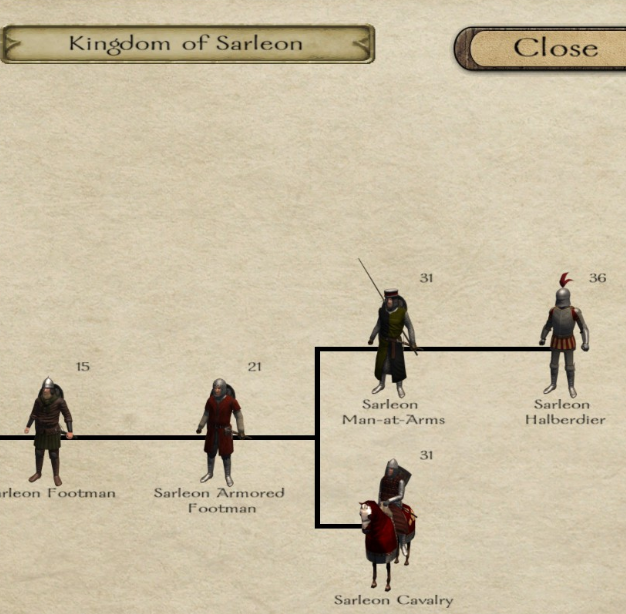 Kingdom of Sarleon
Close
31
36
Sarleon
Man-at-Arms
Sarleon
Halberdier
15
21
rleon Footman
Sarleon Armored
Footman
31
Sarleon Cavalry